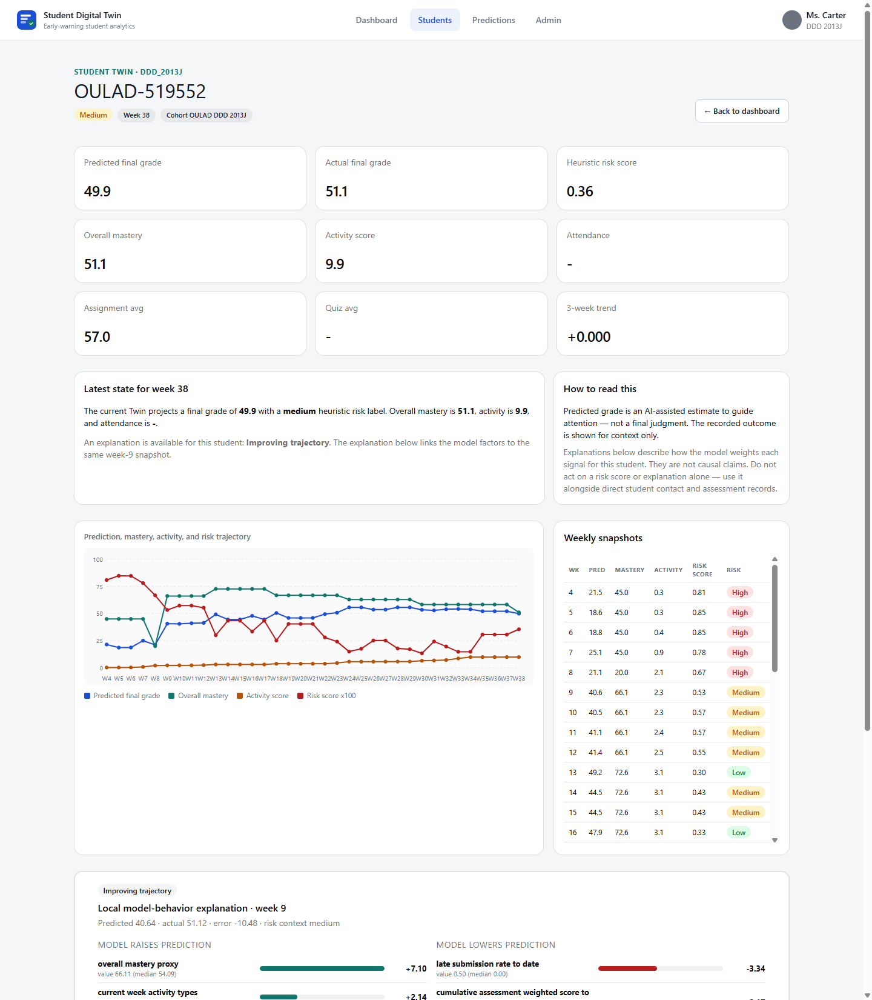 Student Digital Twin
Early-warning student analytics
Dashboard
Students
Predictions
Admin
Ms. Carter
DDD 2013J
STUDENT TWIN · DDD_2013J
OULAD-519552
Medium
Week 38
Cohort OULAD DDD 2013J
← Back to dashboard
Predicted final grade
49.9
Actual final grade
51.1
Heuristic risk score
0.36
Overall mastery
51.1
Activity score
9.9
Attendance
-
Assignment avg
57.0
Quiz avg
-
3-week trend
+0.000
Latest state for week 38
The current Twin projects a final grade of 49.9 with a medium heuristic risk label. Overall mastery is 51.1, activity is 9.9,
and attendance is -.
An explanation is available for this student: Improving trajectory. The explanation below links the model factors to the
same week-9 snapshot.
How to read this
Predicted grade is an AI-assisted estimate to guide
attention — not a final judgment. The recorded outcome
is shown for context only.
Explanations below describe how the model weights each
signal for this student. They are not causal claims. Do not
act on a risk score or explanation alone — use it
alongside direct student contact and assessment records.
Prediction, mastery, activity, and risk trajectory
100
75
50
25
0
W4 W5 W6 W7 W8 W9 W10 W11 W12 W13 W14 W15 W16 W17 W18 W19 W20 W21 W22 W23 W24 W25 W26 W27 W28 W29 W30 W31 W32 W33 W34 W35 W36 W37 W38
Predicted final grade
Overall mastery
Activity score
Risk score x100
Weekly snapshots
WK PRED MASTERY ACTIVITY RISK SCORE RISK
4 21.5 45.0 0.3 0.81 High
5 18.6 45.0 0.3 0.85 High
6 18.8 45.0 0.4 0.85 High
7 25.1 45.0 0.9 0.78 High
8 21.1 20.0 2.1 0.67 High
9 40.6 66.1 2.3 0.53 Medium
10 40.5 66.1 2.3 0.57 Medium
11 41.1 66.1 2.4 0.57 Medium
12 41.4 66.1 2.5 0.55 Medium
13 49.2 72.6 3.1 0.30 Low
14 44.5 72.6 3.1 0.43 Medium
15 44.5 72.6 3.1 0.43 Medium
16 47.9 72.6 3.1 0.33 Low
Improving trajectory
Local model-behavior explanation · week 9
Predicted 40.64 · actual 51.12 · error -10.48 · risk context medium
MODEL RAISES PREDICTION
overall mastery proxy
value 66.11 (median 54.09)
+7.10
current week activity types
+2.14
MODEL LOWERS PREDICTION
late submission rate to date
value 0.50 (median 0.00)
-3.34
cumulative assessment weighted score to